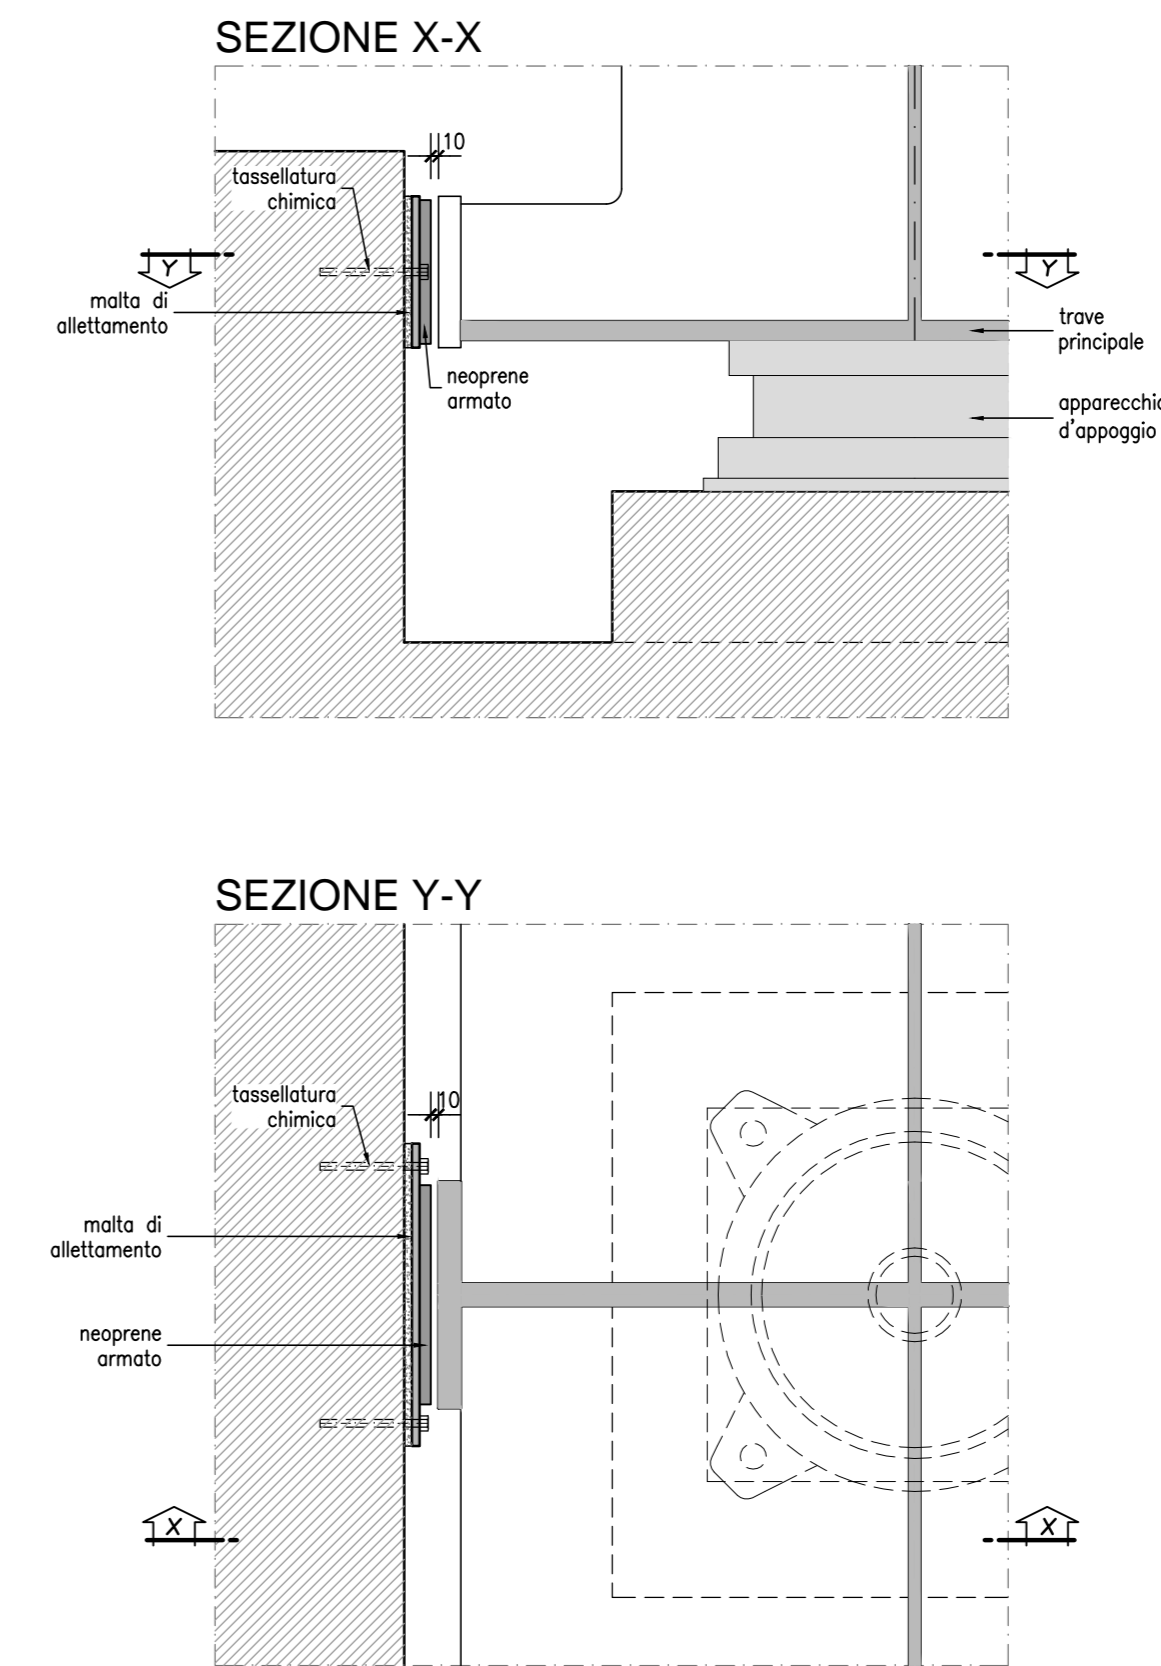 SEZIONE X-X
10
tassellatura
chimica
Y
Y
malta di
allettamento
trave
principale
neoprene
armato
apparecchio
d'appoggio
SEZIONE Y-Y
tassellatura
chimica
10
malta di
allettamento
neoprene
armato
X
X